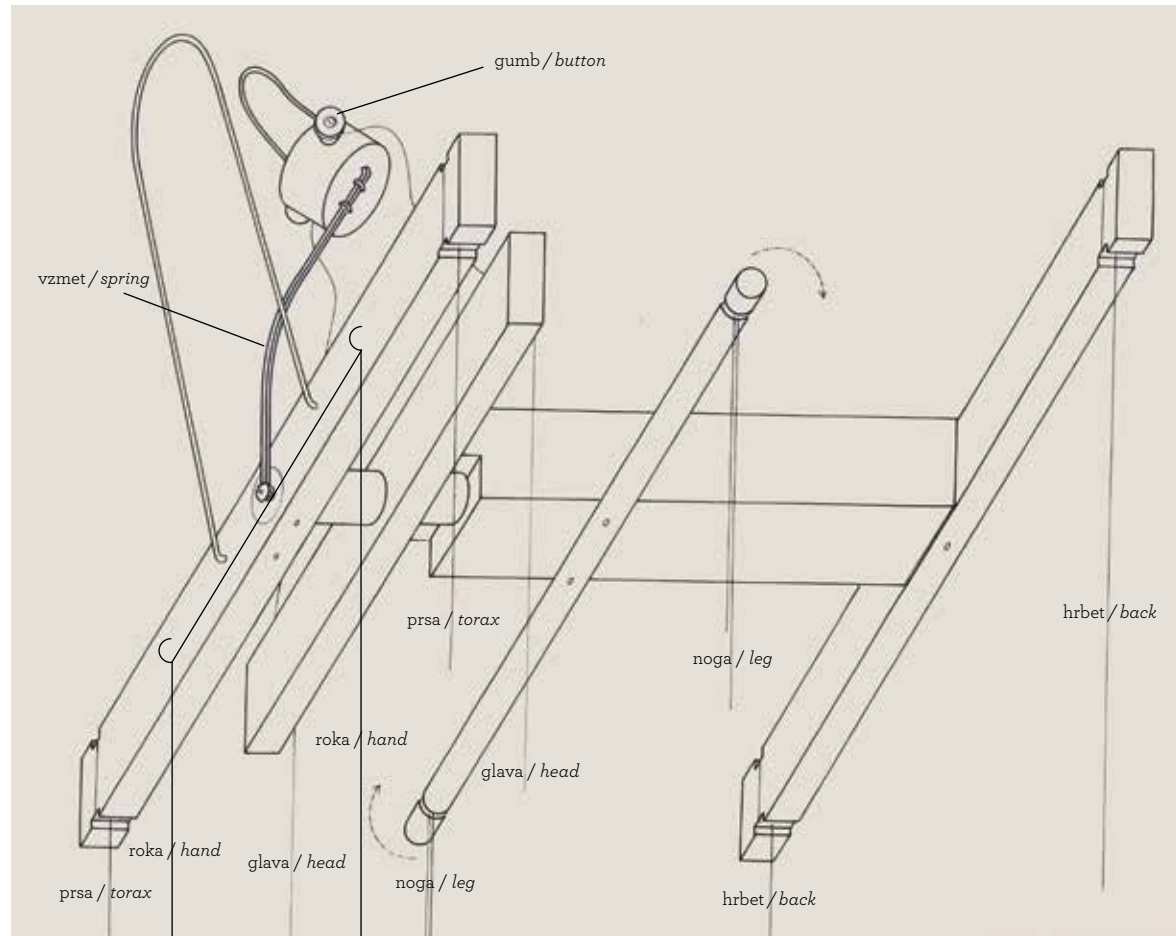 gumb / button
vzmet / spring
prsa / torax
hrbet / back
noga / leg
roka / hand
glava / head
roka / hand
glava / head
noga / leg
prsa / torax
hrbet / back